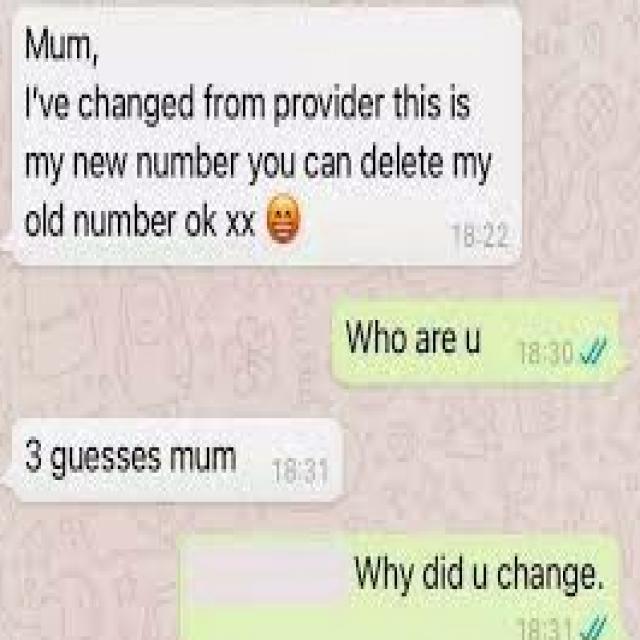 Mum,
I've changed from provider this is
my new number you can delete my
old number ok xx 😁
18:22
Who are u 18:30
3 guesses mum 18:31
Why did u change.
18:31